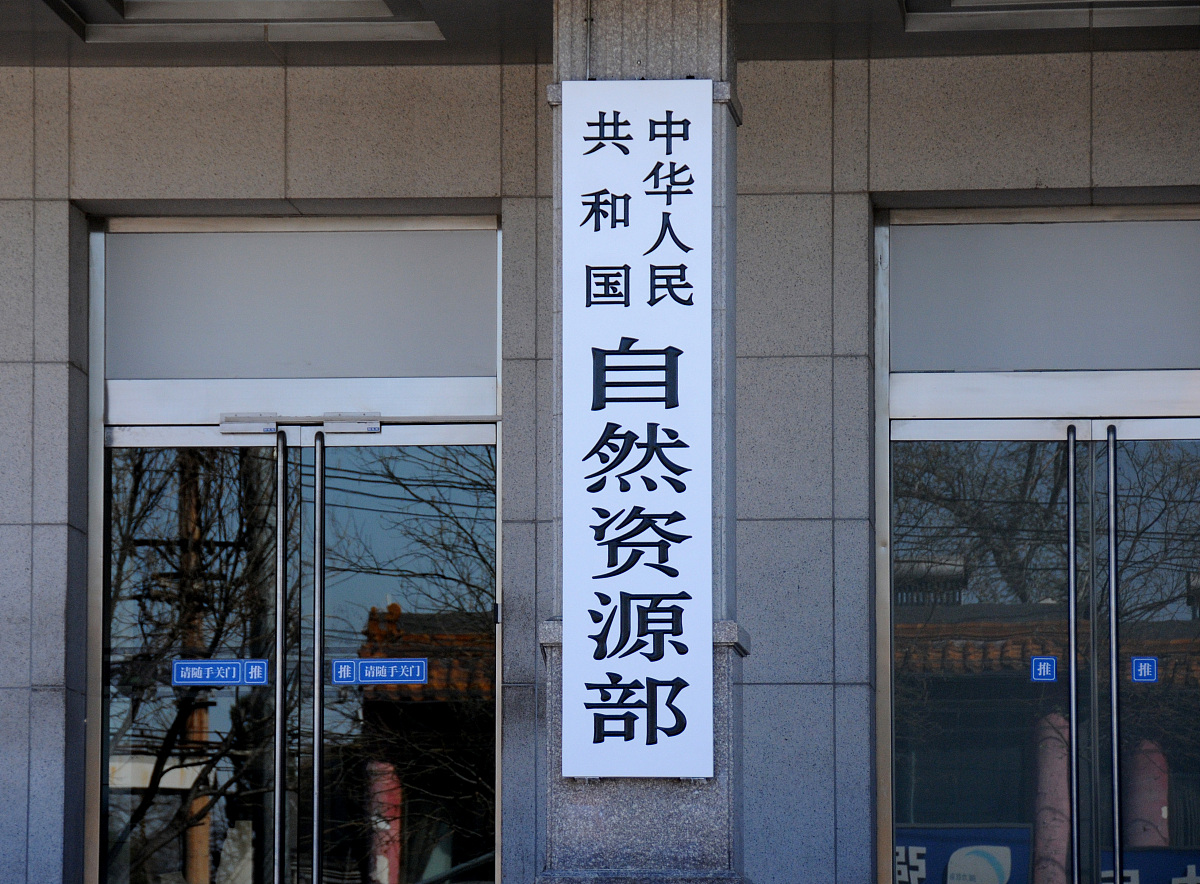 中华人民
共和国
自然资源部
请随手关门 推
推 请随手关门
推
推